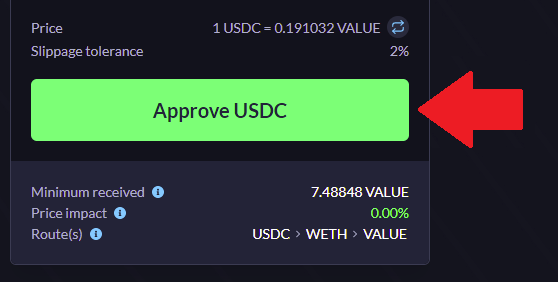 Price 1 USDC = 0.191032 VALUE
Slippage tolerance 2%
Approve USDC
Minimum received 7.48848 VALUE
Price impact 0.00%
Route(s) USDC > WETH > VALUE